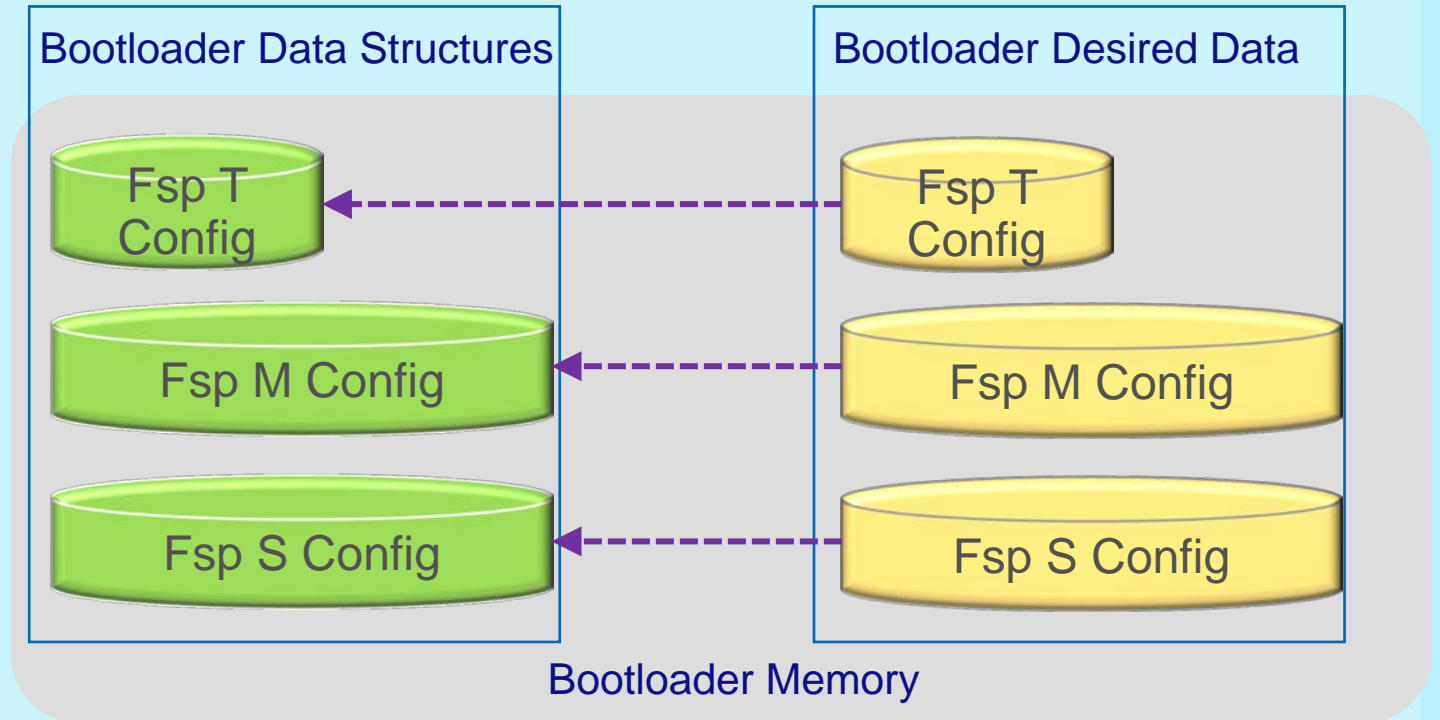 Bootloader Data Structures
Fsp T
Config
Fsp M Config
Fsp S Config
Bootloader Desired Data
Fsp T
Config
Fsp M Config
Fsp S Config
Bootloader Memory